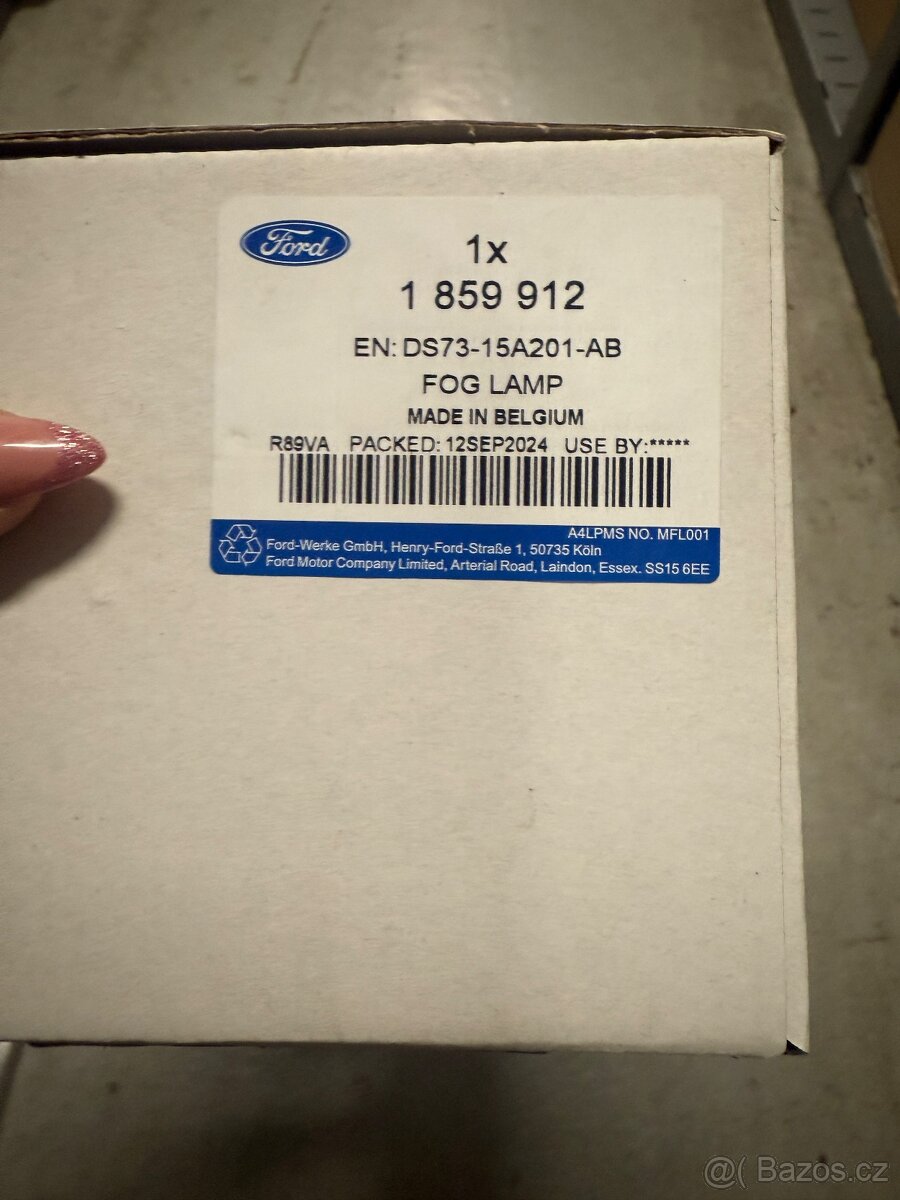 Ford
1x
1 859 912
EN: DS73-15A201-AB
FOG LAMP
MADE IN BELGIUM
R89VA PACKED: 12SEP2024 USE BY:*****
A4LPMS NO. MFL001
Ford-Werke GmbH, Henry-Ford-Straße 1, 50735 Köln
Ford Motor Company Limited, Arterial Road, Laindon, Essex. SS15 6EE
@( Bazoš.cz